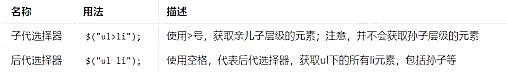 名称 用法 描述
子代选择器 $("ul>li"); 使用>号，获取亲儿子层级的元素；注意，并不会获取孙子层级的元素
后代选择器 $("ul li"); 使用空格，代表后代选择器，获取ul下的所有li元素，包括孙子等